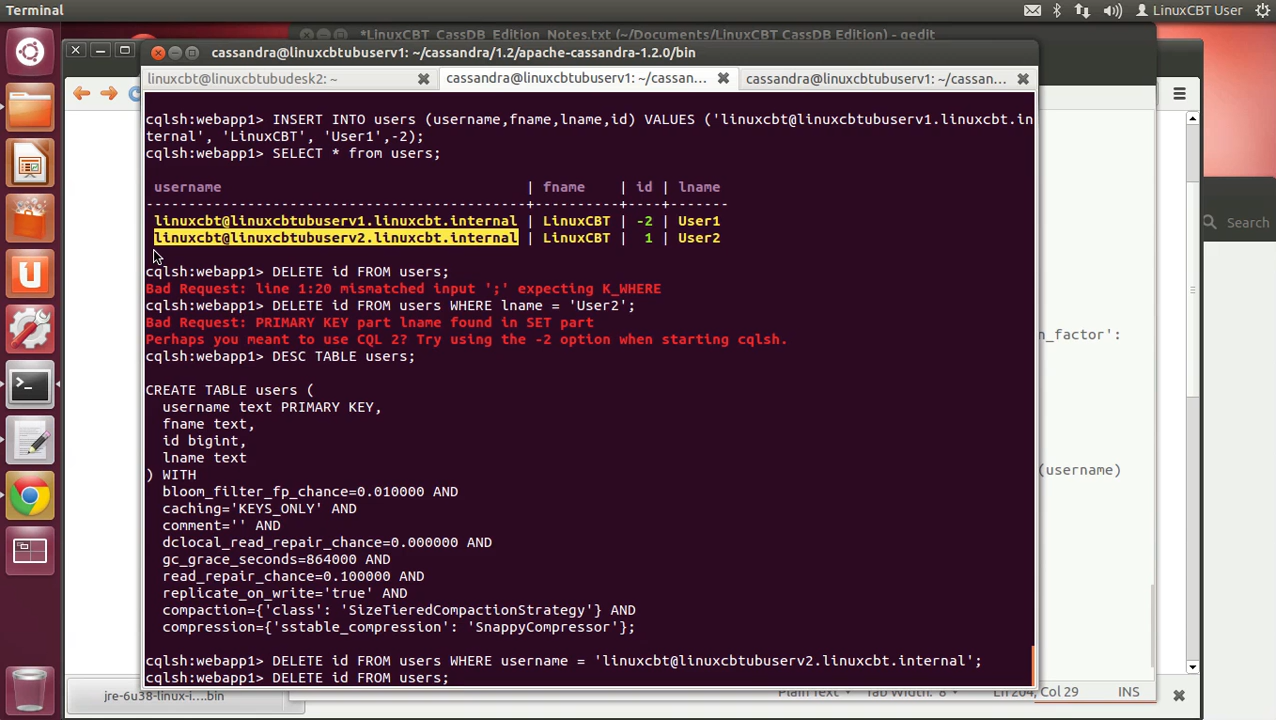 Terminal
LinuxCBT User
*LinuxCBT_CassDB_Edition_Notes.txt (~/Documents/LinuxCBT CassDB Edition) - gedit
cassandra@linuxcbtubuserv1: ~/cassandra/1.2/apache-cassandra-1.2.0/bin
linuxcbt@linuxcbtubudesk2: ~
cassandra@linuxcbtubuserv1: ~/cassan...
cassandra@linuxcbtubuserv1: ~/cassan...
cqlsh:webapp1> INSERT INTO users (username,fname,lname,id) VALUES ('linuxcbt@linuxcbtubuserv1.linuxcbt.in
ternal', 'LinuxCBT', 'User1',-2);
cqlsh:webapp1> SELECT * from users;
username | fname | id | lname
-----------------------------------------------+----------+----+-------
linuxcbt@linuxcbtubuserv1.linuxcbt.internal | LinuxCBT | -2 | User1
linuxcbt@linuxcbtubuserv2.linuxcbt.internal | LinuxCBT | 1 | User2
cqlsh:webapp1> DELETE id FROM users;
Bad Request: line 1:20 mismatched input ';' expecting K_WHERE
cqlsh:webapp1> DELETE id FROM users WHERE lname = 'User2';
Bad Request: PRIMARY KEY part lname found in SET part
Perhaps you meant to use CQL 2? Try using the -2 option when starting cqlsh.
cqlsh:webapp1> DESC TABLE users;
CREATE TABLE users (
username text PRIMARY KEY,
fname text,
id bigint,
lname text
) WITH
bloom_filter_fp_chance=0.010000 AND
caching='KEYS_ONLY' AND
comment='' AND
dclocal_read_repair_chance=0.000000 AND
gc_grace_seconds=864000 AND
read_repair_chance=0.100000 AND
replicate_on_write='true' AND
compaction={'class': 'SizeTieredCompactionStrategy'} AND
compression={'sstable_compression': 'SnappyCompressor'};
cqlsh:webapp1> DELETE id FROM users WHERE username = 'linuxcbt@linuxcbtubuserv2.linuxcbt.internal';
cqlsh:webapp1> DELETE id FROM users;
Search
n_factor':
(username)
jre-6u38-linux-i....bin
Plain Text
Tab Width: 8
Ln 204, Col 29
INS